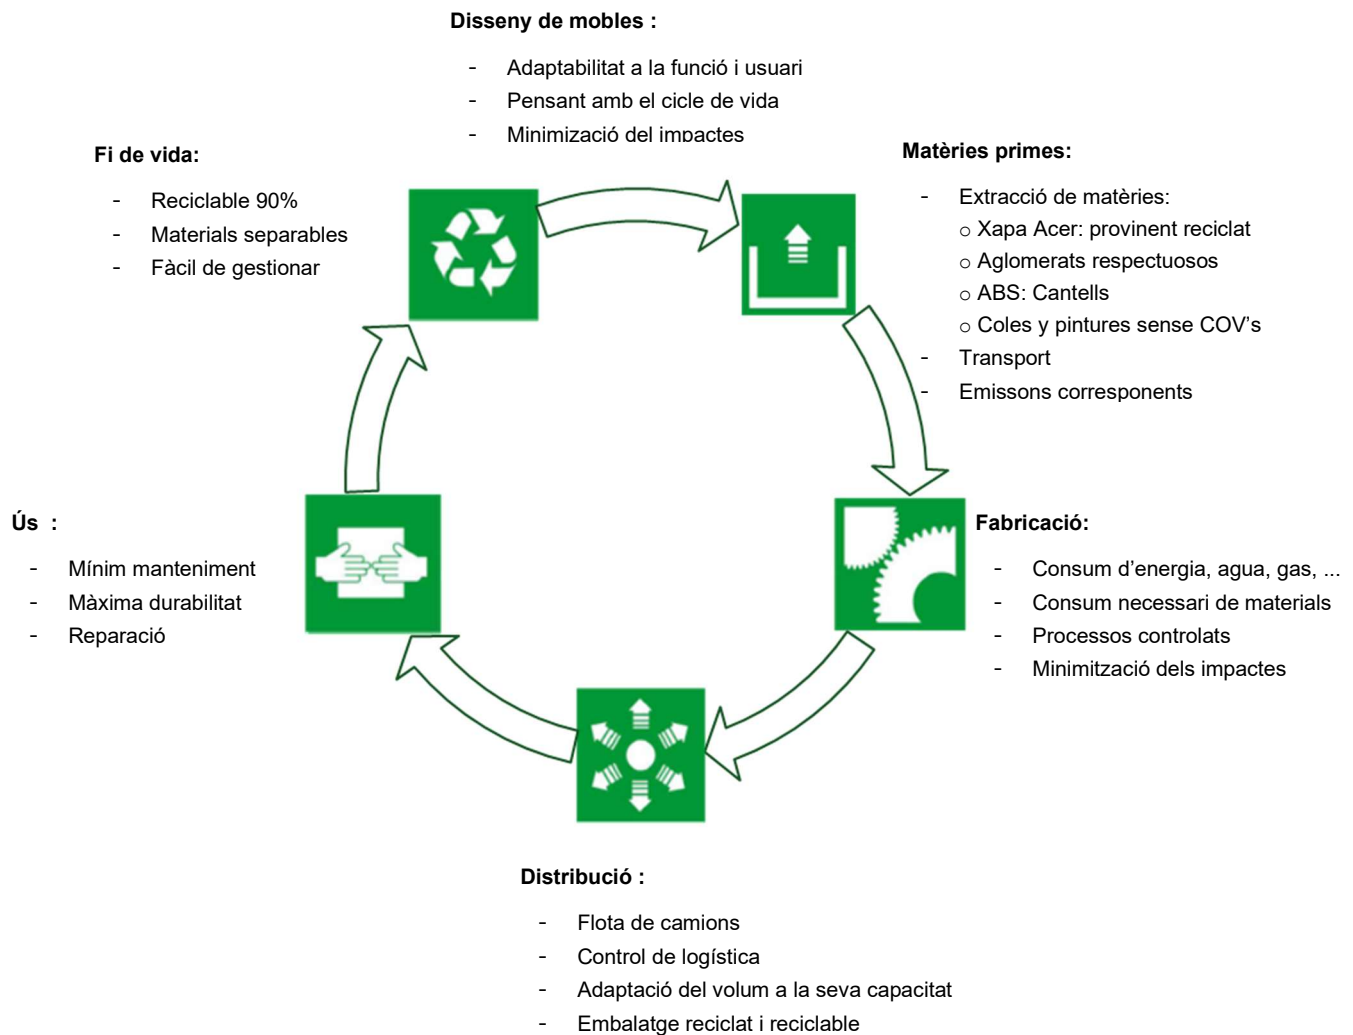 Disseny de mobles :
- Adaptabilitat a la funció i usuari
- Pensant amb el cicle de vida
- Minimizació del impactes
Fi de vida:
- Reciclable 90%
- Materials separables
- Fàcil de gestionar
Matèries primes:
- Extracció de matèries:
o Xapa Acer: provinent reciclat
o Aglomerats respectuosos
o ABS: Cantells
o Coles y pintures sense COV’s
- Transport
- Emissons corresponents
Ús :
- Mínim manteniment
- Màxima durabilitat
- Reparació
Fabricació:
- Consum d’energia, agua, gas, ...
- Consum necessari de materials
- Processos controlats
- Minimització dels impactes
Distribució :
- Flota de camions
- Control de logística
- Adaptació del volum a la seva capacitat
- Embalatge reciclat i reciclable